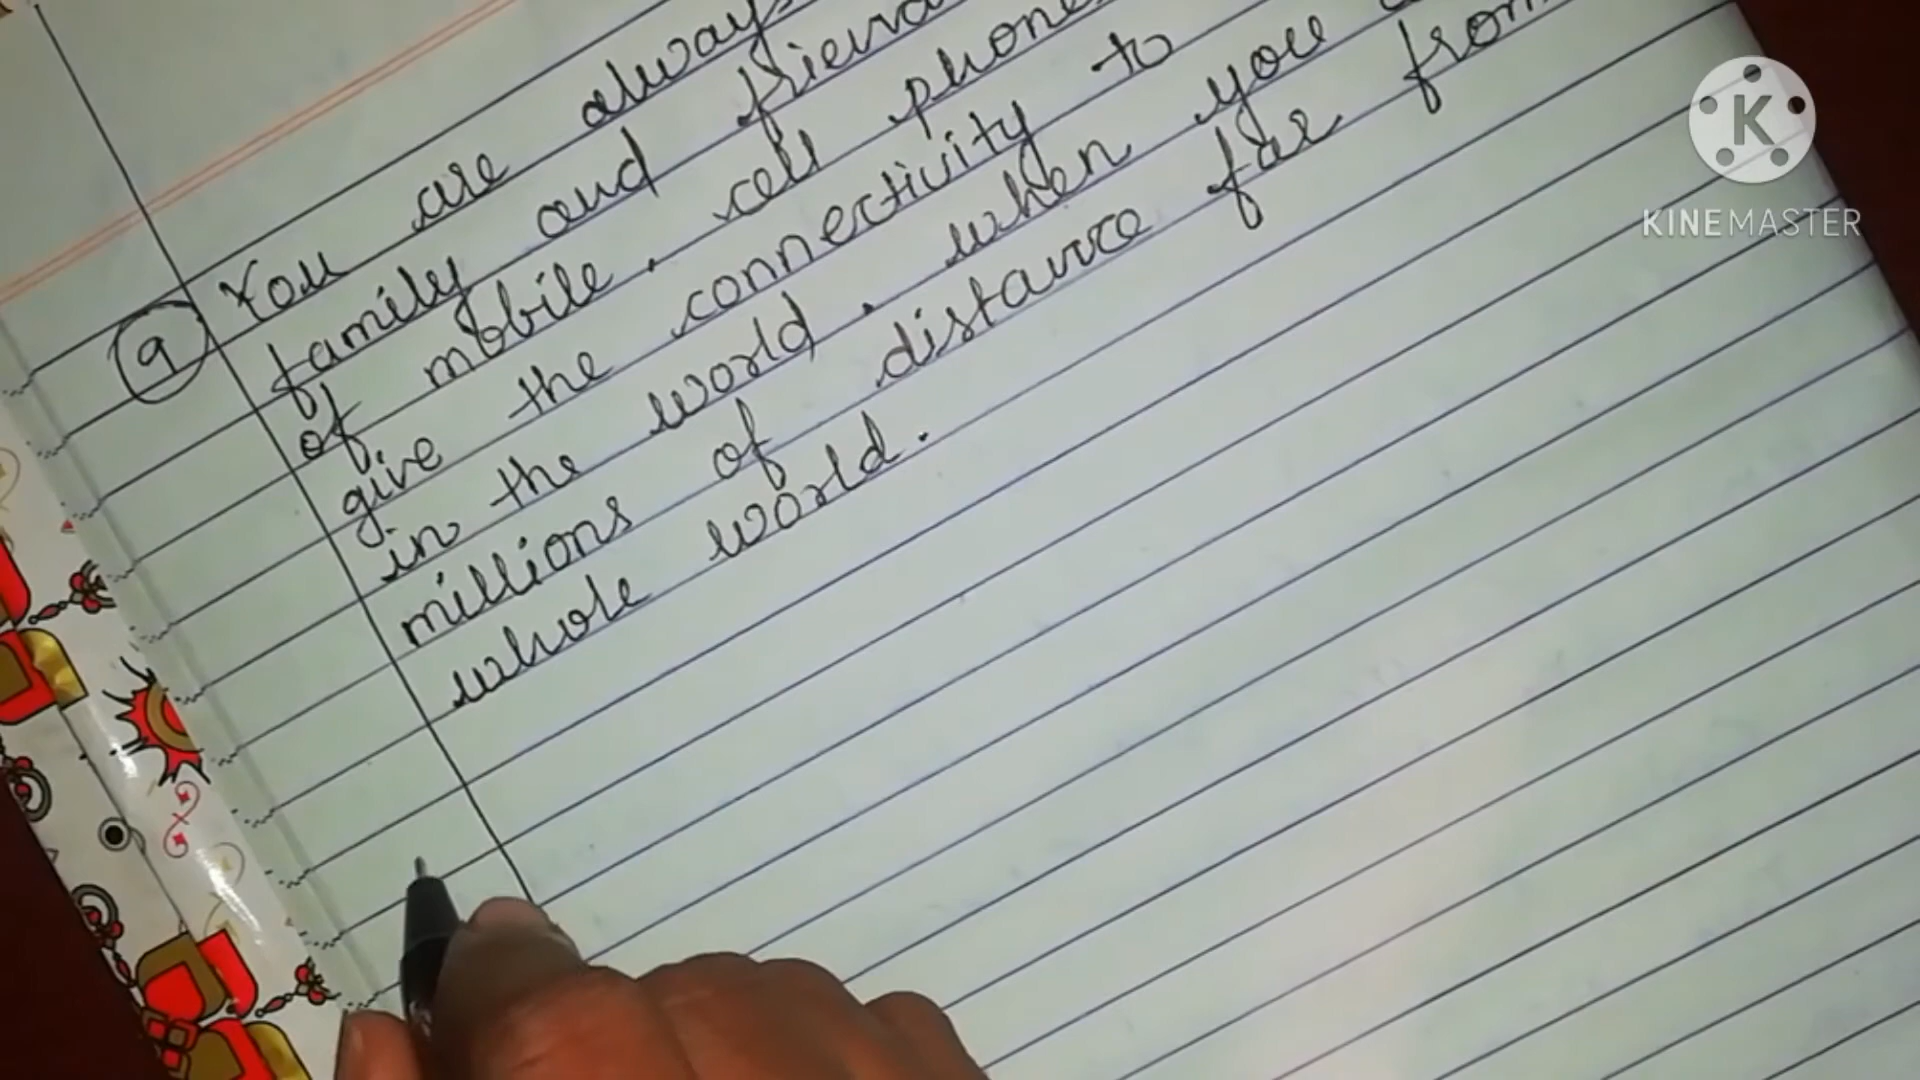 9 You are always
family and friend
of mobile. cell phone
give the connectivity to
in the world. when you
millions of distance far from
whole world.
K
KINEMASTER